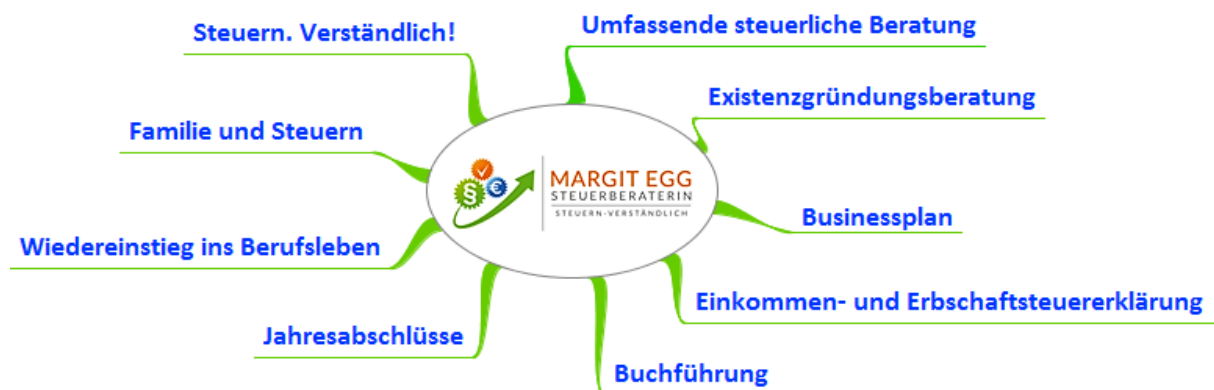 Steuern. Verständlich!
Umfassende steuerliche Beratung
Existenzgründungsberatung
Familie und Steuern
§
€
MARGIT EGG
STEUERBERATERIN
STEUERN-VERSTÄNDLICH
Businessplan
Wiedereinstieg ins Berufsleben
Einkommen- und Erbschaftsteuererklärung
Jahresabschlüsse
Buchführung